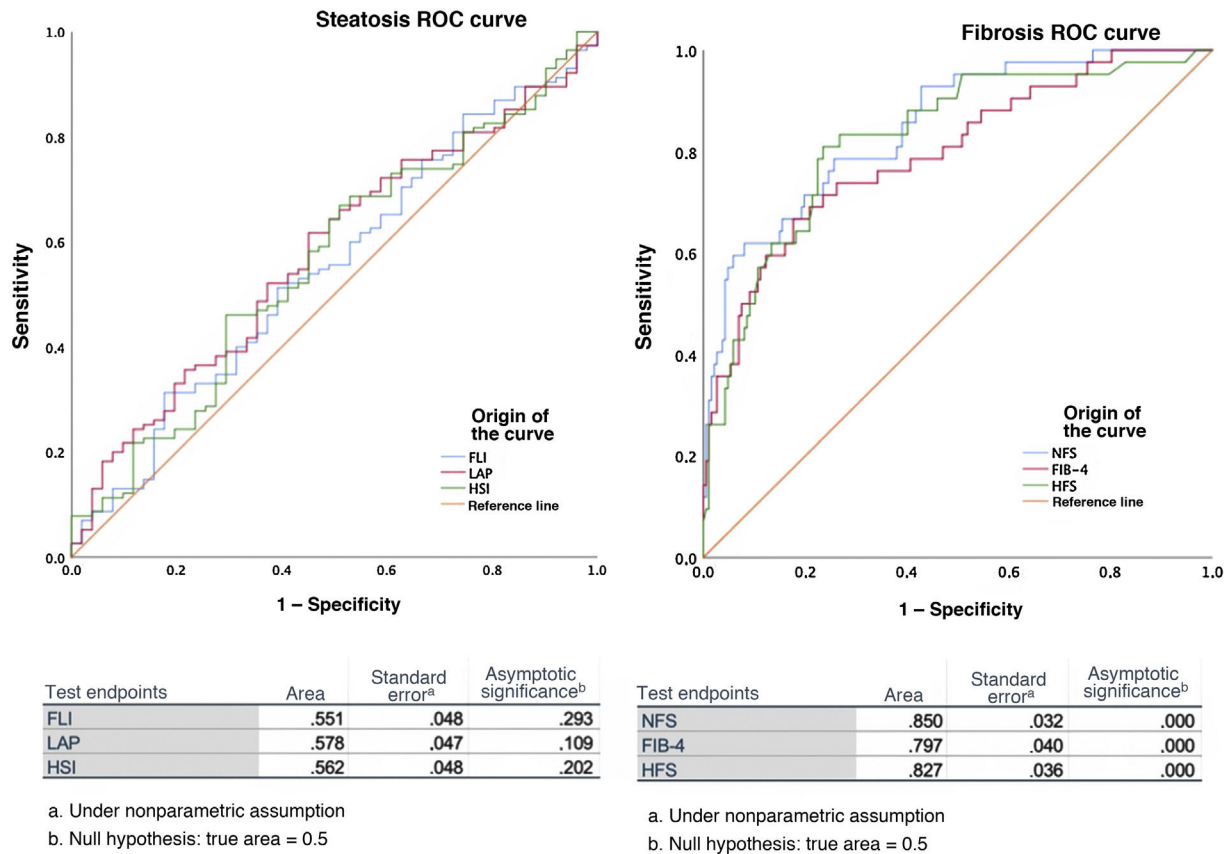 Steatosis ROC curve
1.0
0.8
0.6
0.4
0.2
0.0
Sensitivity
0.0 0.2 0.4 0.6 0.8 1.0
1 – Specificity
Origin of
the curve
FLI
LAP
HSI
Reference line
Fibrosis ROC curve
1.0
0.8
0.6
0.4
0.2
0.0
Sensitivity
0.0 0.2 0.4 0.6 0.8 1.0
1 – Specificity
Origin of
the curve
NFS
FIB-4
HFS
Reference line
Test endpoints Area Standard errorᵃ Asymptotic significanceᵇ
FLI .551 .048 .293
LAP .578 .047 .109
HSI .562 .048 .202
a. Under nonparametric assumption
b. Null hypothesis: true area = 0.5
Test endpoints Area Standard errorᵃ Asymptotic significanceᵇ
NFS .850 .032 .000
FIB-4 .797 .040 .000
HFS .827 .036 .000
a. Under nonparametric assumption
b. Null hypothesis: true area = 0.5